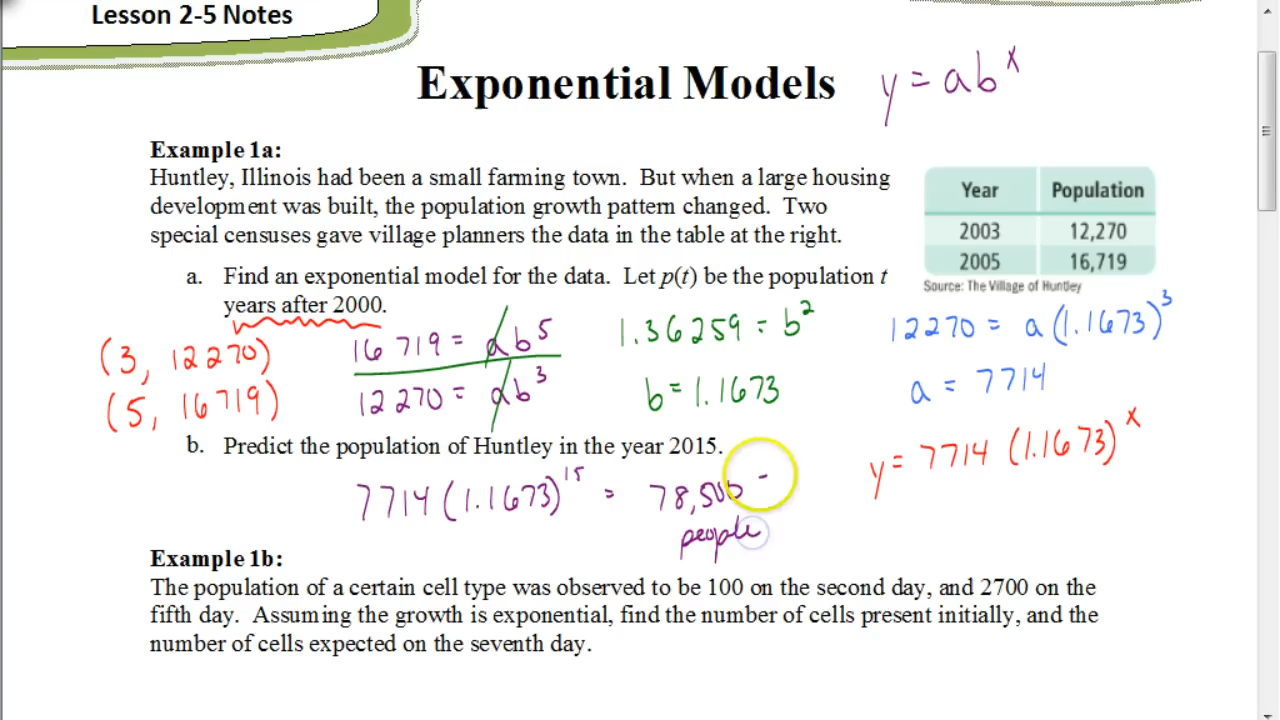 Lesson 2-5 Notes
Exponential Models
y = ab^x
Example 1a:
Huntley, Illinois had been a small farming town. But when a large housing
development was built, the population growth pattern changed. Two
special censuses gave village planners the data in the table at the right.
Year Population
2003 12,270
2005 16,719
Source: The Village of Huntley
a. Find an exponential model for the data. Let p(t) be the population t
years after 2000.
(3, 12270)
(5, 16719)
16719 = ab^5
12270 = ab^3
1.36259 = b^2
b = 1.1673
12270 = a(1.1673)^3
a = 7714
y = 7714(1.1673)^x
b. Predict the population of Huntley in the year 2015.
7714(1.1673)^15 = 78,500
people
Example 1b:
The population of a certain cell type was observed to be 100 on the second day, and 2700 on the
fifth day. Assuming the growth is exponential, find the number of cells present initially, and the
number of cells expected on the seventh day.